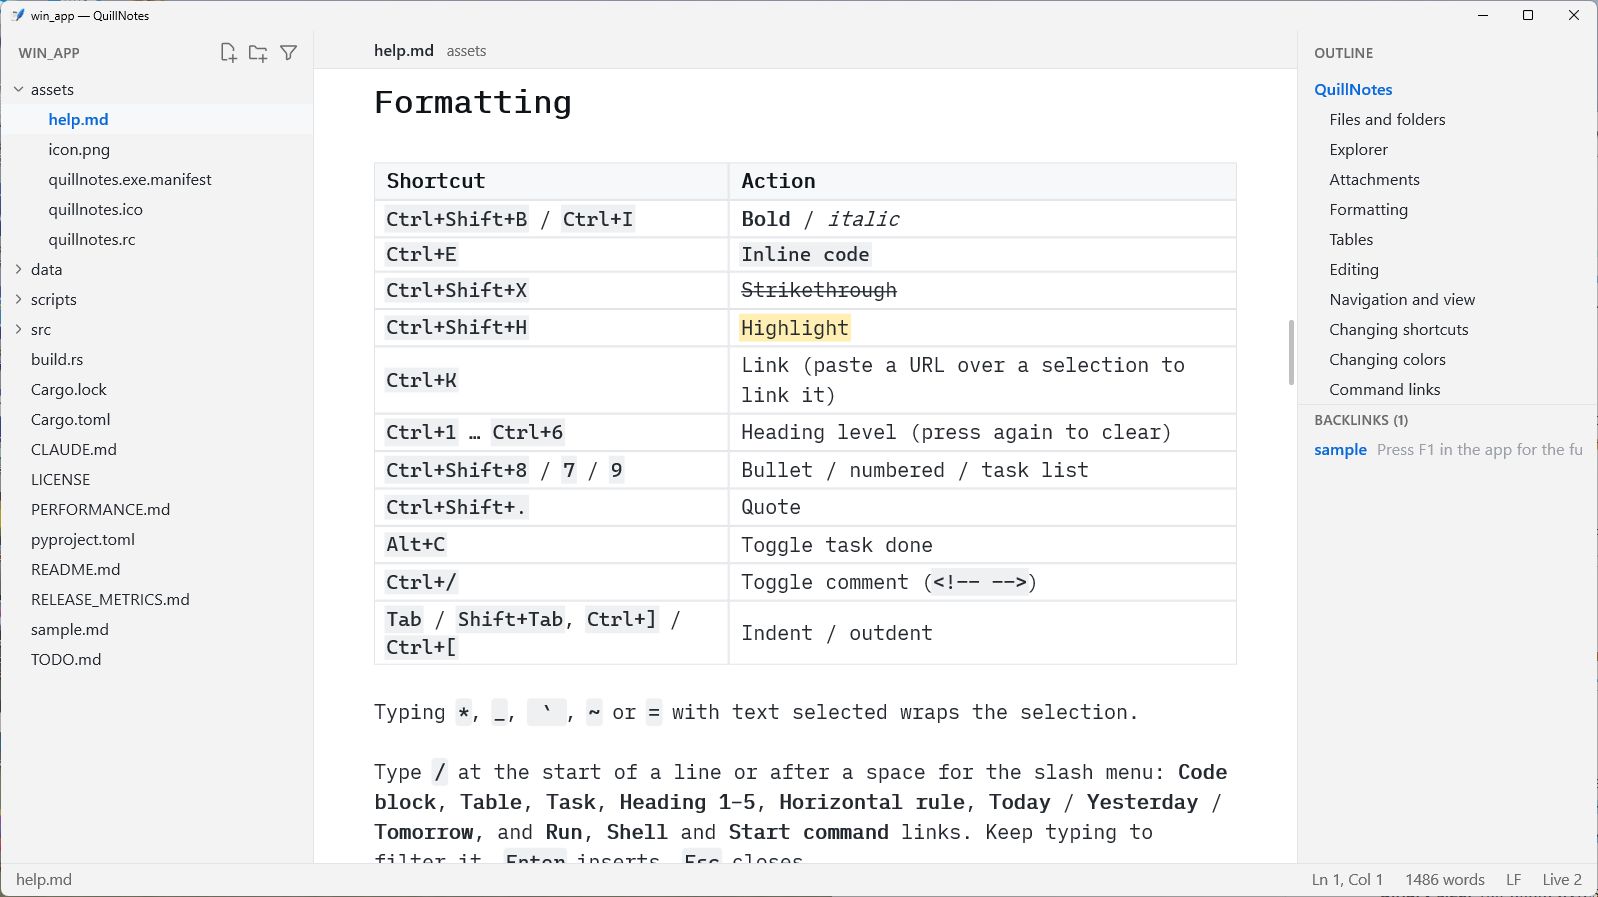 win_app — QuillNotes
WIN_APP
assets
help.md
icon.png
quillnotes.exe.manifest
quillnotes.ico
quillnotes.rc
data
scripts
src
build.rs
Cargo.lock
Cargo.toml
CLAUDE.md
LICENSE
PERFORMANCE.md
pyproject.toml
README.md
RELEASE_METRICS.md
sample.md
TODO.md
help.md assets
Formatting
Shortcut Action
Ctrl+Shift+B / Ctrl+I Bold / italic
Ctrl+E Inline code
Ctrl+Shift+X Strikethrough
Ctrl+Shift+H Highlight
Ctrl+K Link (paste a URL over a selection to
link it)
Ctrl+1 … Ctrl+6 Heading level (press again to clear)
Ctrl+Shift+8 / 7 / 9 Bullet / numbered / task list
Ctrl+Shift+. Quote
Alt+C Toggle task done
Ctrl+/ Toggle comment (<!-- -->)
Tab / Shift+Tab, Ctrl+] /
Ctrl+[ Indent / outdent
Typing *, _, `, ~ or = with text selected wraps the selection.
Type / at the start of a line or after a space for the slash menu: Code
block, Table, Task, Heading 1–5, Horizontal rule, Today / Yesterday /
Tomorrow, and Run, Shell and Start command links. Keep typing to
filter it, Enter inserts, Esc closes.
OUTLINE
QuillNotes
Files and folders
Explorer
Attachments
Formatting
Tables
Editing
Navigation and view
Changing shortcuts
Changing colors
Command links
BACKLINKS (1)
sample Press F1 in the app for the fu
help.md
Ln 1, Col 1 1486 words LF Live 2